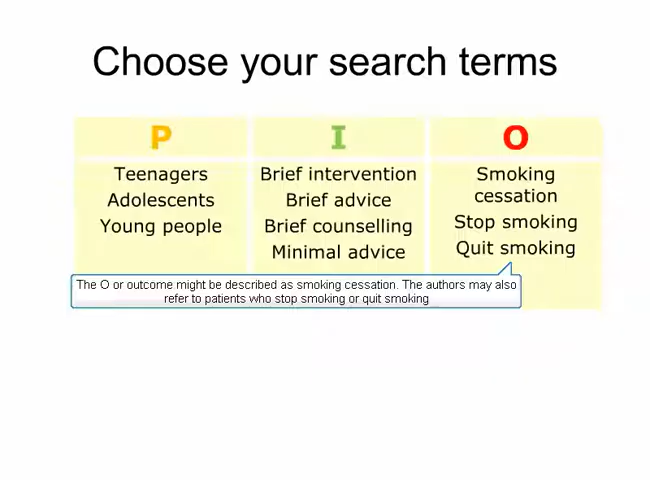 Choose your search terms
P I O
Teenagers
Adolescents
Young people
Brief intervention
Brief advice
Brief counselling
Minimal advice
Smoking
cessation
Stop smoking
Quit smoking
The O or outcome might be described as smoking cessation. The authors may also
refer to patients who stop smoking or quit smoking